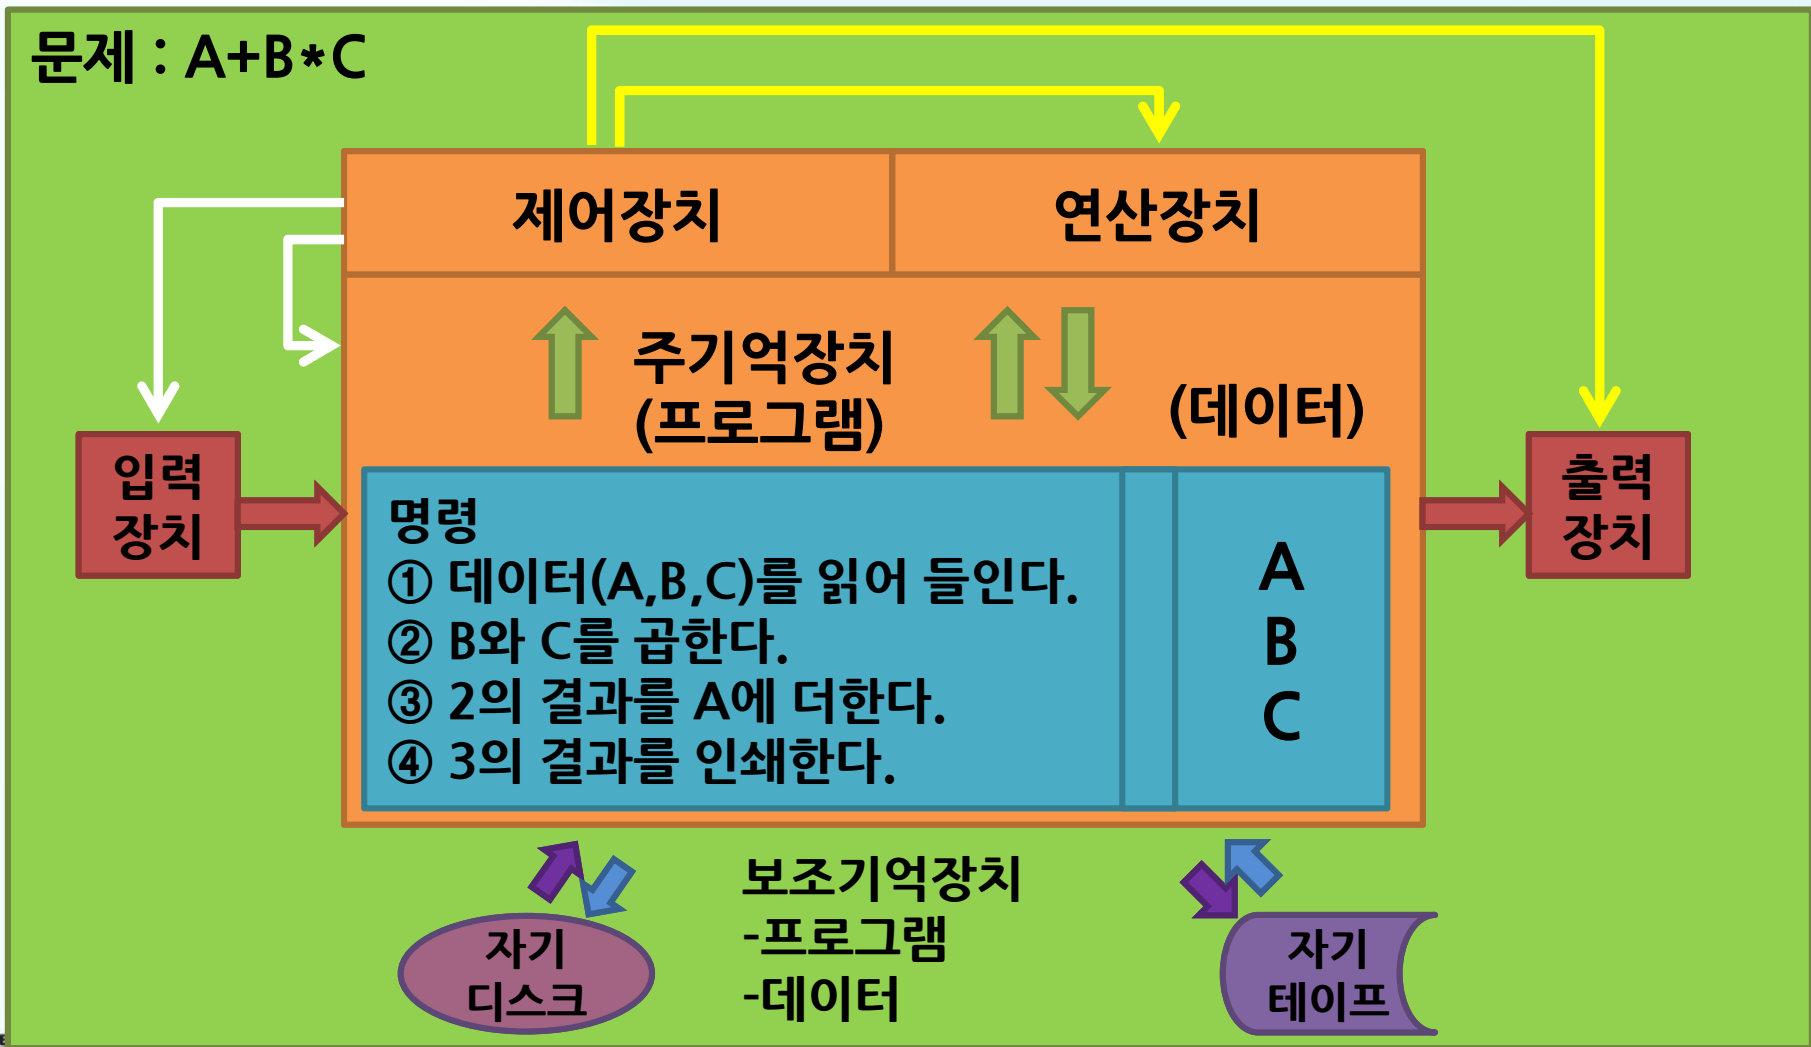 문제 : A+B*C
제어장치
연산장치
주기억장치
(프로그램)
(데이터)
입력
장치
출력
장치
명령
① 데이터(A,B,C)를 읽어 들인다.
② B와 C를 곱한다.
③ 2의 결과를 A에 더한다.
④ 3의 결과를 인쇄한다.
A
B
C
보조기억장치
-프로그램
-데이터
자기
디스크
자기
테이프